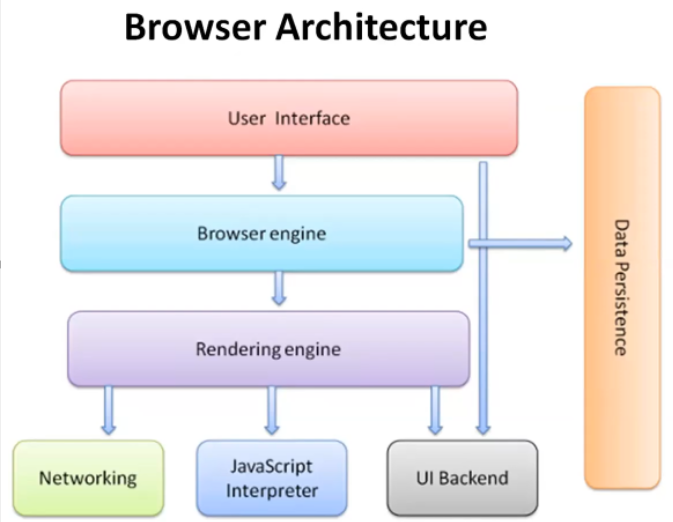 Browser Architecture
User Interface
Browser engine
Data Persistence
Rendering engine
Networking
JavaScript
Interpreter
UI Backend